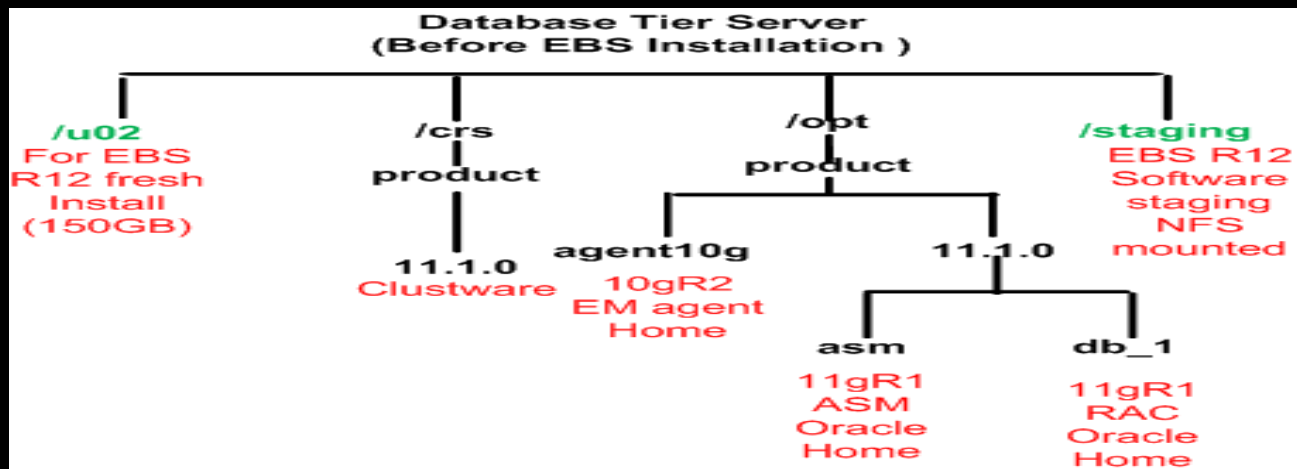 Database Tier Server
(Before EBS Installation )
/u02
For EBS
R12 fresh
Install
(150GB)
/crs
product
11.1.0
Clustware
/opt
product
agent10g
10gR2
EM agent
Home
11.1.0
asm
11gR1
ASM
Oracle
Home
db_1
11gR1
RAC
Oracle
Home
/staging
EBS R12
Software
staging
NFS
mounted